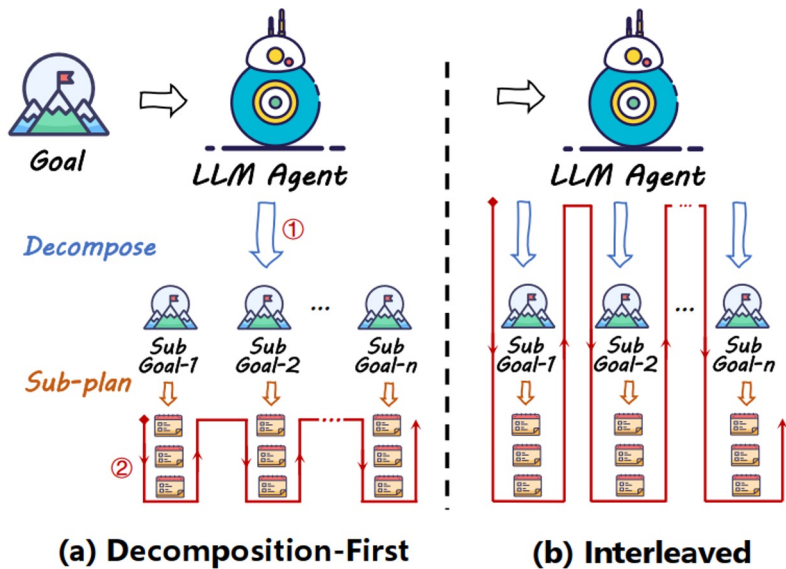 Goal
LLM Agent
LLM Agent
Decompose
①
...
...
...
Sub
Goal-1
Sub
Goal-2
...
Sub
Goal-n
Sub
Goal-1
Sub
Goal-2
Sub
Goal-n
Sub-plan
...
②
(a) Decomposition-First
(b) Interleaved